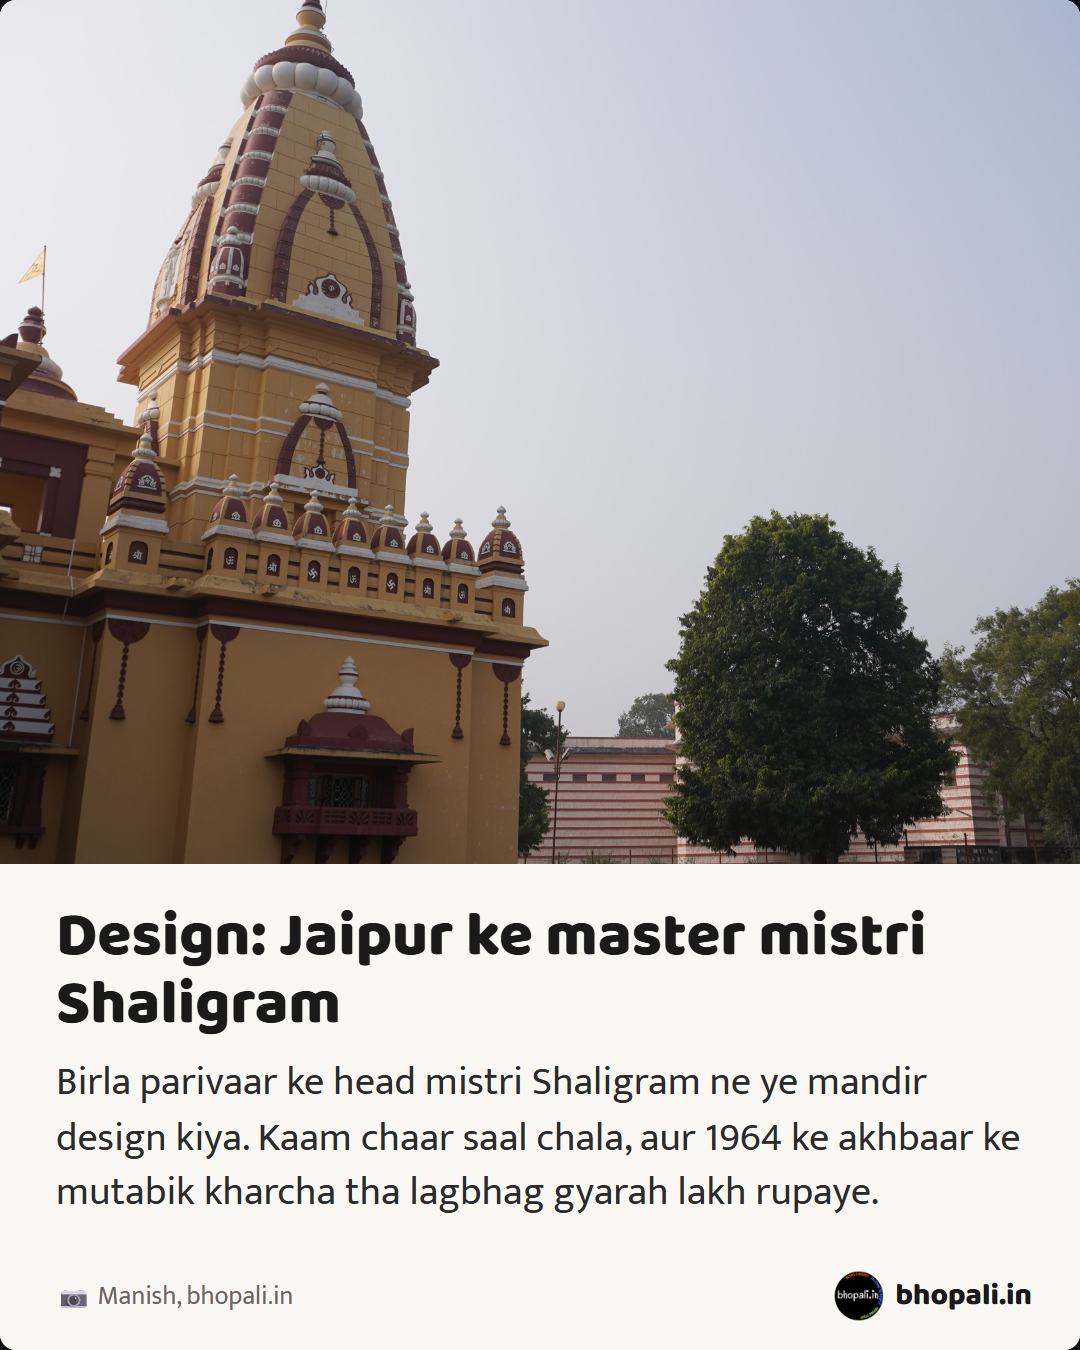 Design: Jaipur ke master mistri
Shaligram
Birla parivaar ke head mistri Shaligram ne ye mandir
design kiya. Kaam chaar saal chala, aur 1964 ke akhbaar ke
mutabik kharcha tha lagbhag gyarah lakh rupaye.
Manish, bhopali.in
bhopali.in
bhopali.in